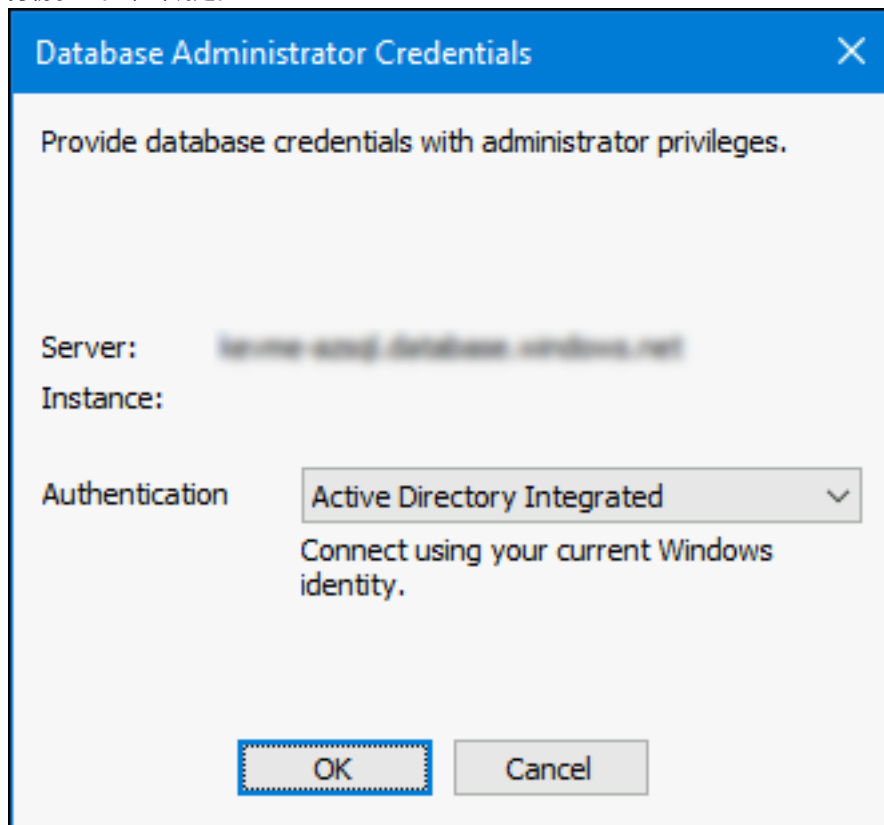 Database Administrator Credentials
Provide database credentials with administrator privileges.
Server:
Instance:
Authentication
Active Directory Integrated
Connect using your current Windows
identity.
OK
Cancel